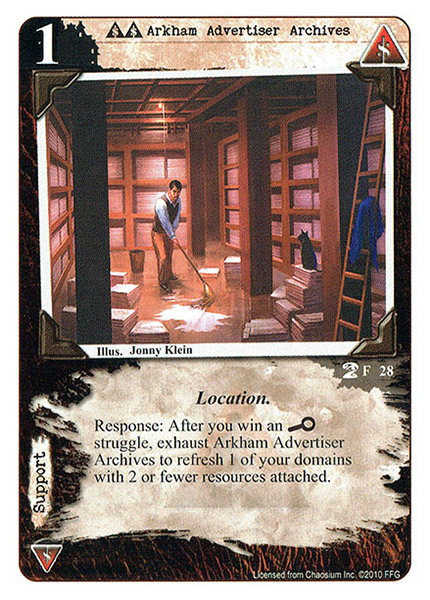 1
Arkham Advertiser Archives
Illus. Jonny Klein
F 28
Location.
Response: After you win an
struggle, exhaust Arkham Advertiser
Archives to refresh 1 of your domains
with 2 or fewer resources attached.
Support
Licensed from Chaosium Inc. ©2010 FFG